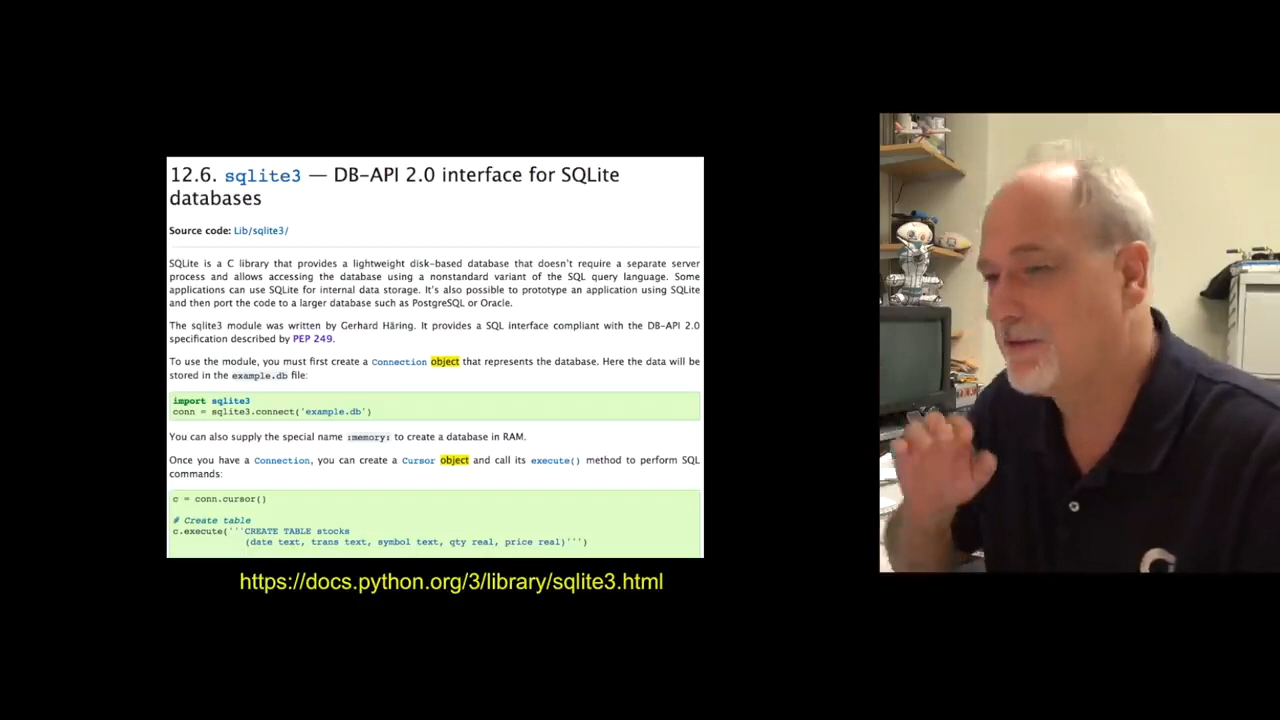 12.6. sqlite3 — DB-API 2.0 interface for SQLite
databases
Source code: Lib/sqlite3/
SQLite is a C library that provides a lightweight disk-based database that doesn't require a separate server
process and allows accessing the database using a nonstandard variant of the SQL query language. Some
applications can use SQLite for internal data storage. It's also possible to prototype an application using SQLite
and then port the code to a larger database such as PostgreSQL or Oracle.
The sqlite3 module was written by Gerhard Häring. It provides a SQL interface compliant with the DB-API 2.0
specification described by PEP 249.
To use the module, you must first create a Connection object that represents the database. Here the data will be
stored in the example.db file:
import sqlite3
conn = sqlite3.connect('example.db')
You can also supply the special name :memory: to create a database in RAM.
Once you have a Connection, you can create a Cursor object and call its execute() method to perform SQL
commands:
c = conn.cursor()
# Create table
c.execute('''CREATE TABLE stocks
(date text, trans text, symbol text, qty real, price real)''')
https://docs.python.org/3/library/sqlite3.html